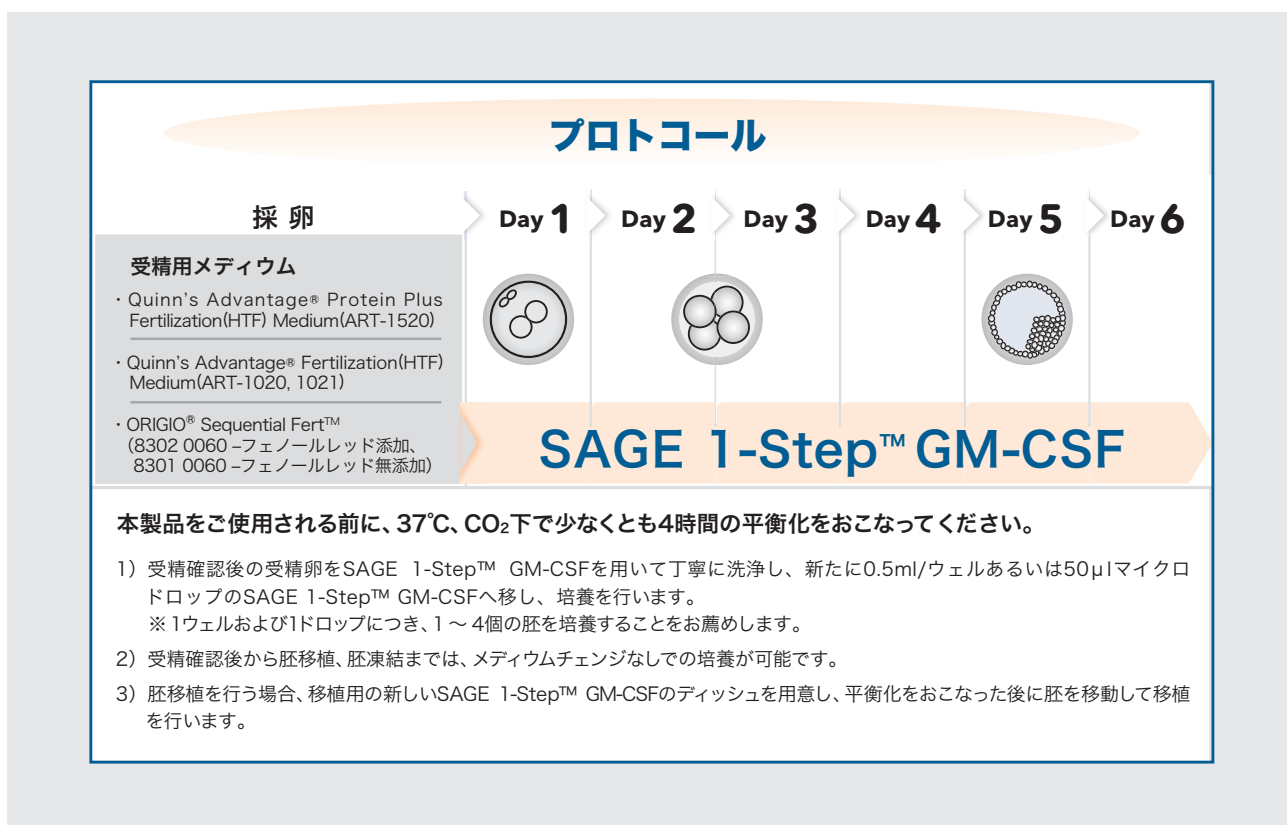 プロトコール
採 卵
Day 1
Day 2
Day 3
Day 4
Day 5
Day 6
受精用メディウム
・Quinn's Advantage® Protein Plus
Fertilization(HTF) Medium(ART-1520)
・Quinn's Advantage® Fertilization(HTF)
Medium(ART-1020, 1021)
・ORIGIO® Sequential Fert™
(8302 0060 –フェノールレッド添加、
8301 0060 –フェノールレッド無添加)
SAGE 1-Step™ GM-CSF
本製品をご使用される前に、37℃、CO₂下で少なくとも4時間の平衡化をおこなってください。
1）受精確認後の受精卵をSAGE 1-Step™ GM-CSFを用いて丁寧に洗浄し、新たに0.5ml/ウェルあるいは50μlマイクロ
ドロップのSAGE 1-Step™ GM-CSFへ移し、培養を行います。
※1ウェルおよび1ドロップにつき、1 ～ 4個の胚を培養することをお薦めします。
2）受精確認後から胚移植、胚凍結までは、メディウムチェンジなしでの培養が可能です。
3）胚移植を行う場合、移植用の新しいSAGE 1-Step™ GM-CSFのディッシュを用意し、平衡化をおこなった後に胚を移動して移植
を行います。